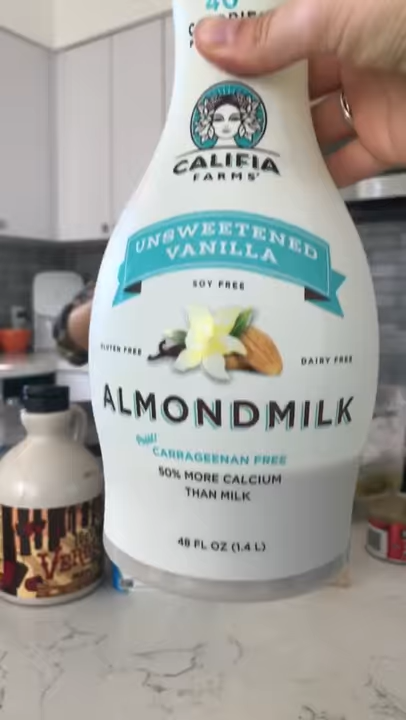 40
CALIFIA
FARMS
UNSWEETENED
VANILLA
SOY FREE
GLUTEN FREE
DAIRY FREE
ALMONDMILK
CARRAGEENAN FREE
50% MORE CALCIUM
THAN MILK
48 FL OZ (1.4 L)